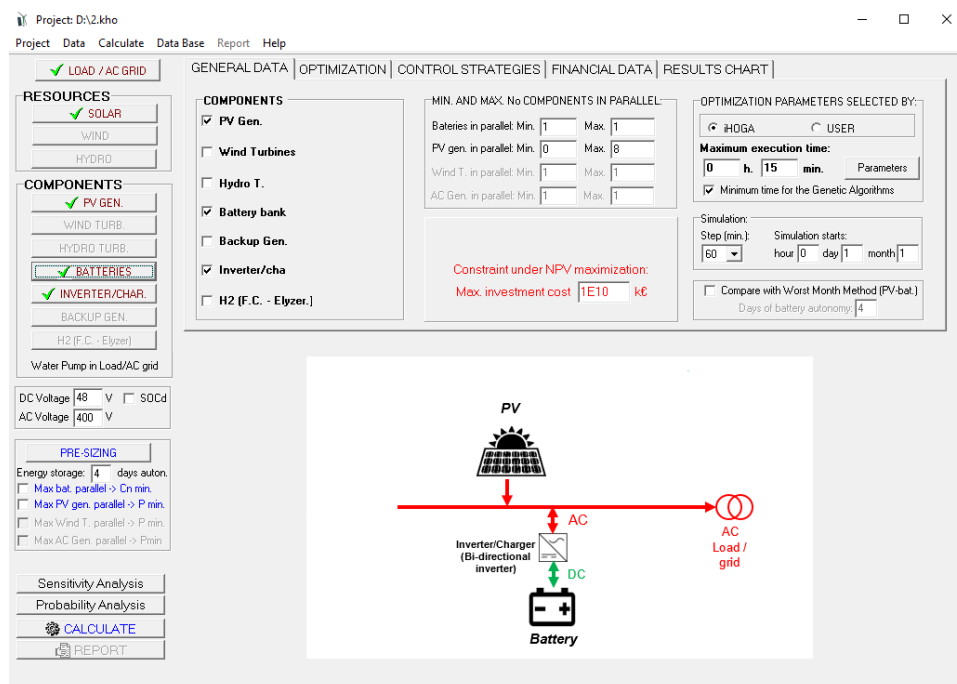 Project: D:\2.kho
Project Data Calculate Data Base Report Help
LOAD / AC GRID
RESOURCES
SOLAR
WIND
HYDRO
COMPONENTS
PV GEN.
WIND TURB.
HYDRO TURB.
BATTERIES
INVERTER/CHAR.
BACKUP GEN.
H2 (F.C. - Elyzer)
Water Pump in Load/AC grid
DC Voltage 48 V SOCd
AC Voltage 400 V
PRE-SIZING
Energy storage: 4 days auton.
Max bat. parallel -> Cn min.
Max PV gen. parallel -> P min.
Max Wind T. parallel -> P min.
Max AC Gen. parallel -> Pmin
Sensitivity Analysis
Probability Analysis
CALCULATE
REPORT
GENERAL DATA OPTIMIZATION CONTROL STRATEGIES FINANCIAL DATA RESULTS CHART
COMPONENTS
PV Gen.
Wind Turbines
Hydro T.
Battery bank
Backup Gen.
Inverter/cha
H2 (F.C. - Elyzer.)
MIN. AND MAX. No COMPONENTS IN PARALLEL:
Bateries in parallel: Min. 1 Max. 1
PV gen. in parallel: Min. 0 Max. 8
Wind T. in parallel: Min. 1 Max. 1
AC Gen. in parallel: Min. 1 Max. 1
Constraint under NPV maximization:
Max. investment cost 1E10 k€
OPTIMIZATION PARAMETERS SELECTED BY:
iHOGA USER
Maximum execution time:
0 h. 15 min. Parameters
Minimum time for the Genetic Algorithms
Simulation:
Step (min.): Simulation starts:
60 hour 0 day 1 month 1
Compare with Worst Month Method (PV-bat.)
Days of battery autonomy: 4
PV
AC
AC
Load /
grid
Inverter/Charger
(Bi-directional
inverter)
DC
Battery